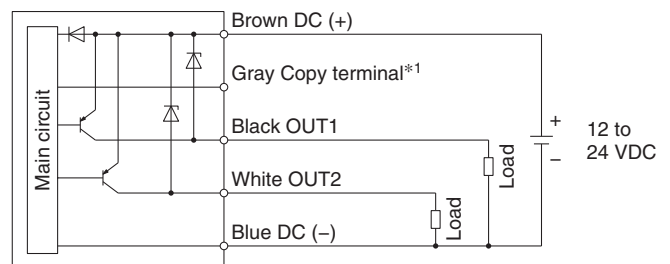 Brown DC (+)
Gray Copy terminal*1
Main circuit
Black OUT1
White OUT2
Blue DC (−)
Load
Load
+
−
12 to
24 VDC